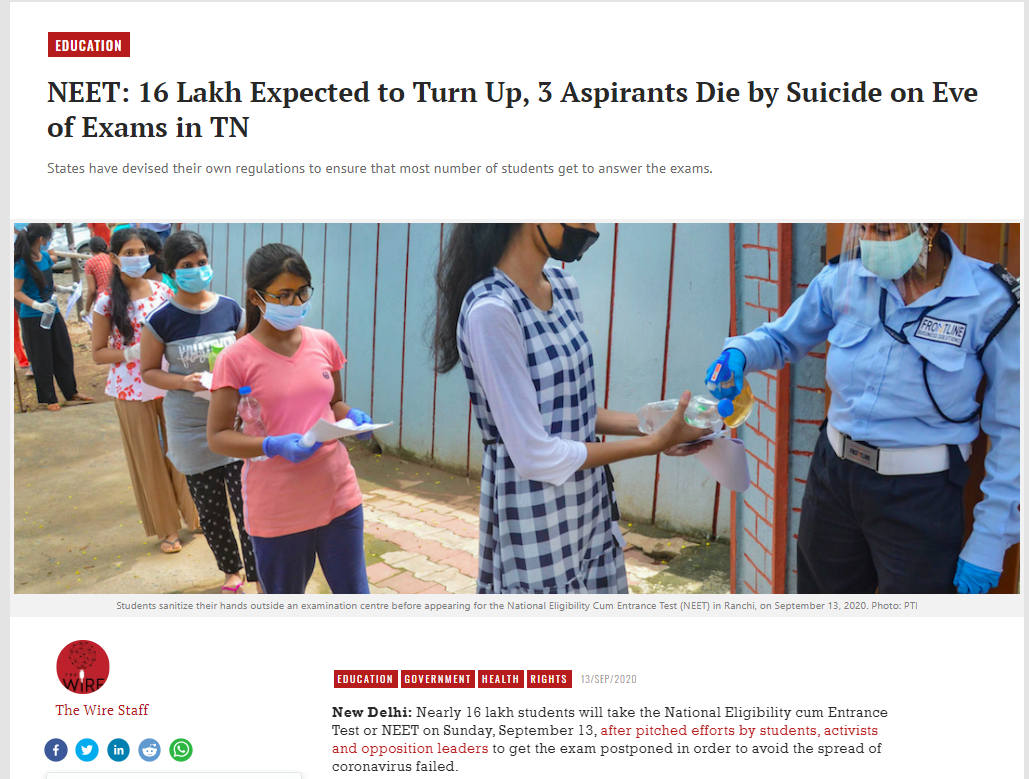 EDUCATION
NEET: 16 Lakh Expected to Turn Up, 3 Aspirants Die by Suicide on Eve
of Exams in TN
States have devised their own regulations to ensure that most number of students get to answer the exams.
FRONTLINE
BUSINESS SOLUTIONS
Students sanitize their hands outside an examination centre before appearing for the National Eligibility Cum Entrance Test (NEET) in Ranchi, on September 13, 2020. Photo: PTI
THE
WIRE
The Wire Staff
EDUCATION GOVERNMENT HEALTH RIGHTS 13/SEP/2020
New Delhi: Nearly 16 lakh students will take the National Eligibility cum Entrance
Test or NEET on Sunday, September 13, after pitched efforts by students, activists
and opposition leaders to get the exam postponed in order to avoid the spread of
coronavirus failed.